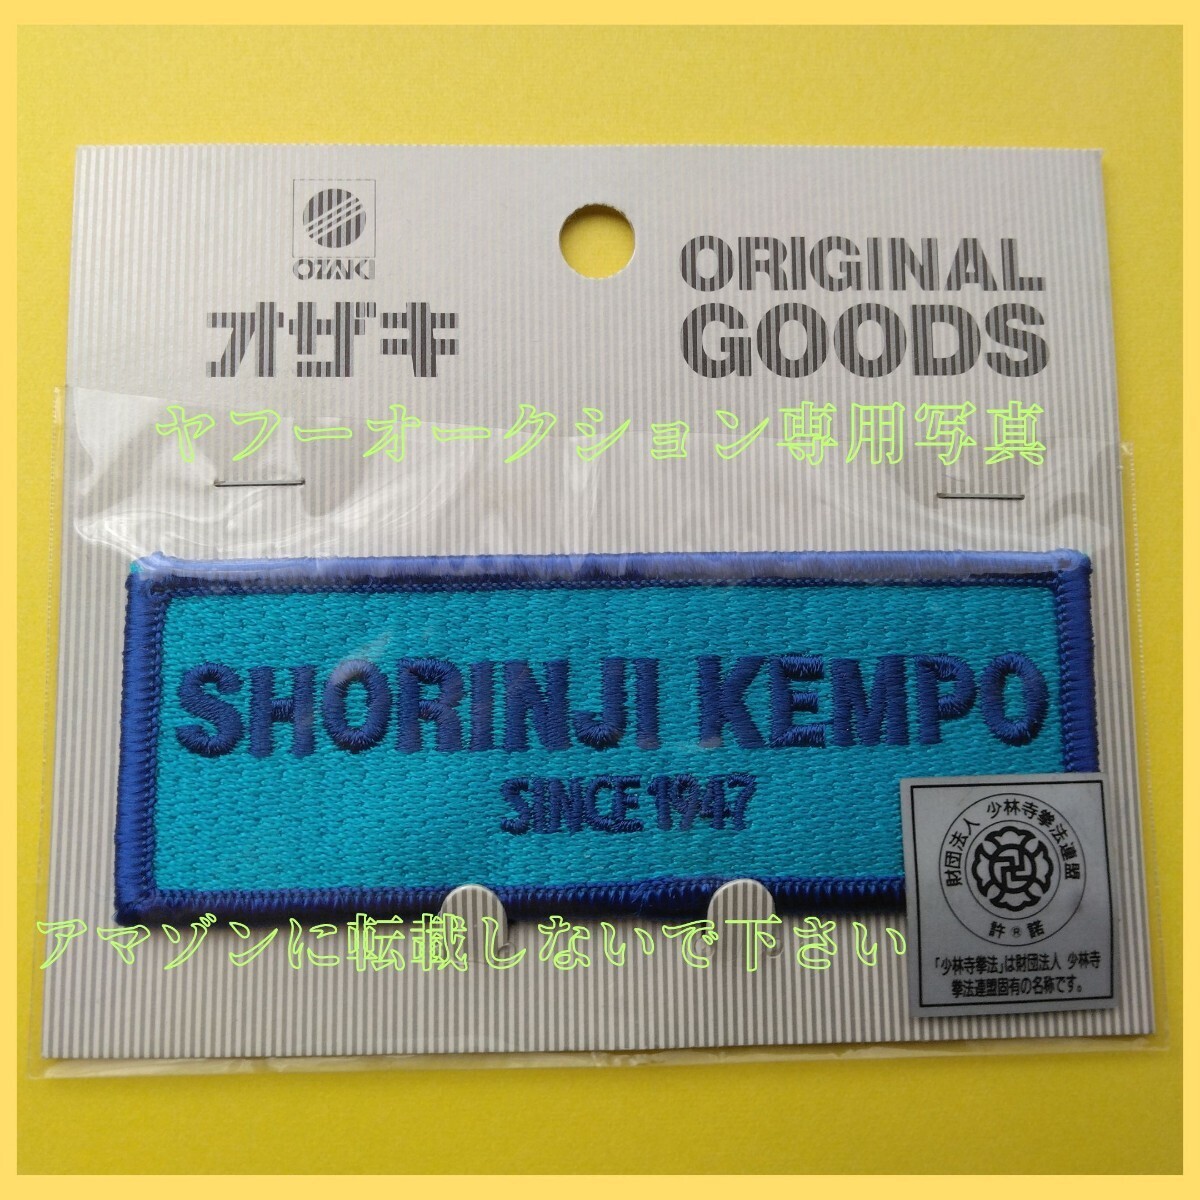 OZAKI
オザキ
ORIGINAL
GOODS
ヤフーオークション専用写真
SHORINJI KEMPO
SINCE 1947
アマゾンに転載しないで下さい
財団法人 少林寺拳法連盟
許 ® 諾
「少林寺拳法」は財団法人 少林寺
拳法連盟固有の名称です。